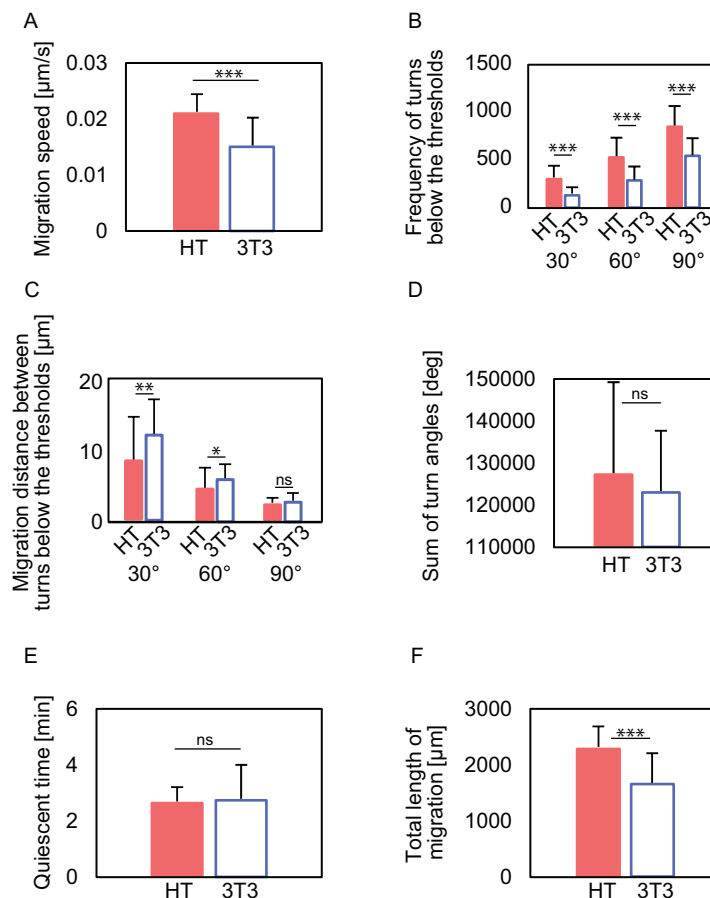 A
Migration speed [µm/s]
0.03
0.02
0.01
0
***
HT 3T3
B
Frequency of turns
below the thresholds
1500
1000
500
0
*** *** ***
HT 3T3 HT 3T3 HT 3T3
30° 60° 90°
C
Migration distance between
turns below the thresholds [µm]
20
10
0
** * ns
HT 3T3 HT 3T3 HT 3T3
30° 60° 90°
D
Sum of turn angles [deg]
150000
140000
130000
120000
110000
ns
HT 3T3
E
Quiescent time [min]
6
4
2
0
ns
HT 3T3
F
Total length of
migration [µm]
3000
2000
1000
0
***
HT 3T3